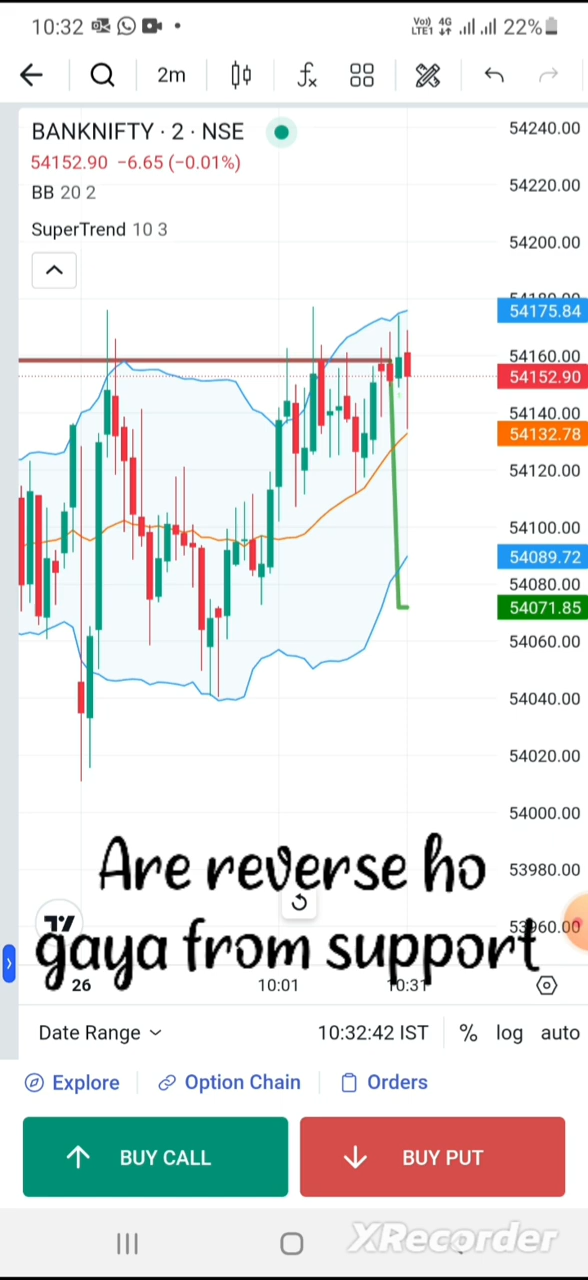 10:32 22%
Vo)) 4G
LTE1
2m
BANKNIFTY · 2 · NSE
54152.90 −6.65 (−0.01%)
BB 20 2
SuperTrend 10 3
54240.00
54220.00
54200.00
54175.84
54160.00
54152.90
54140.00
54132.78
54120.00
54100.00
54089.72
54080.00
54071.85
54060.00
54040.00
54020.00
54000.00
53980.00
53960.00
Are reverse ho
gaya from support
26 10:01 10:31
Date Range 10:32:42 IST % log auto
Explore Option Chain Orders
BUY CALL BUY PUT
XRecorder